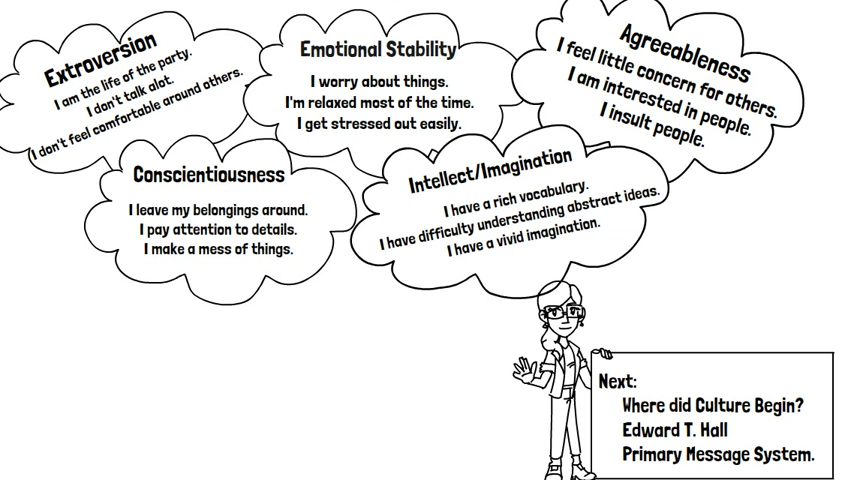 Extroversion
I am the life of the party.
I don't talk alot.
I don't feel comfortable around others.
Emotional Stability
I worry about things.
I'm relaxed most of the time.
I get stressed out easily.
Agreeableness
I feel little concern for others.
I am interested in people.
I insult people.
Conscientiousness
I leave my belongings around.
I pay attention to details.
I make a mess of things.
Intellect/Imagination
I have a rich vocabulary.
I have difficulty understanding abstract ideas.
I have a vivid imagination.
Next:
Where did Culture Begin?
Edward T. Hall
Primary Message System.